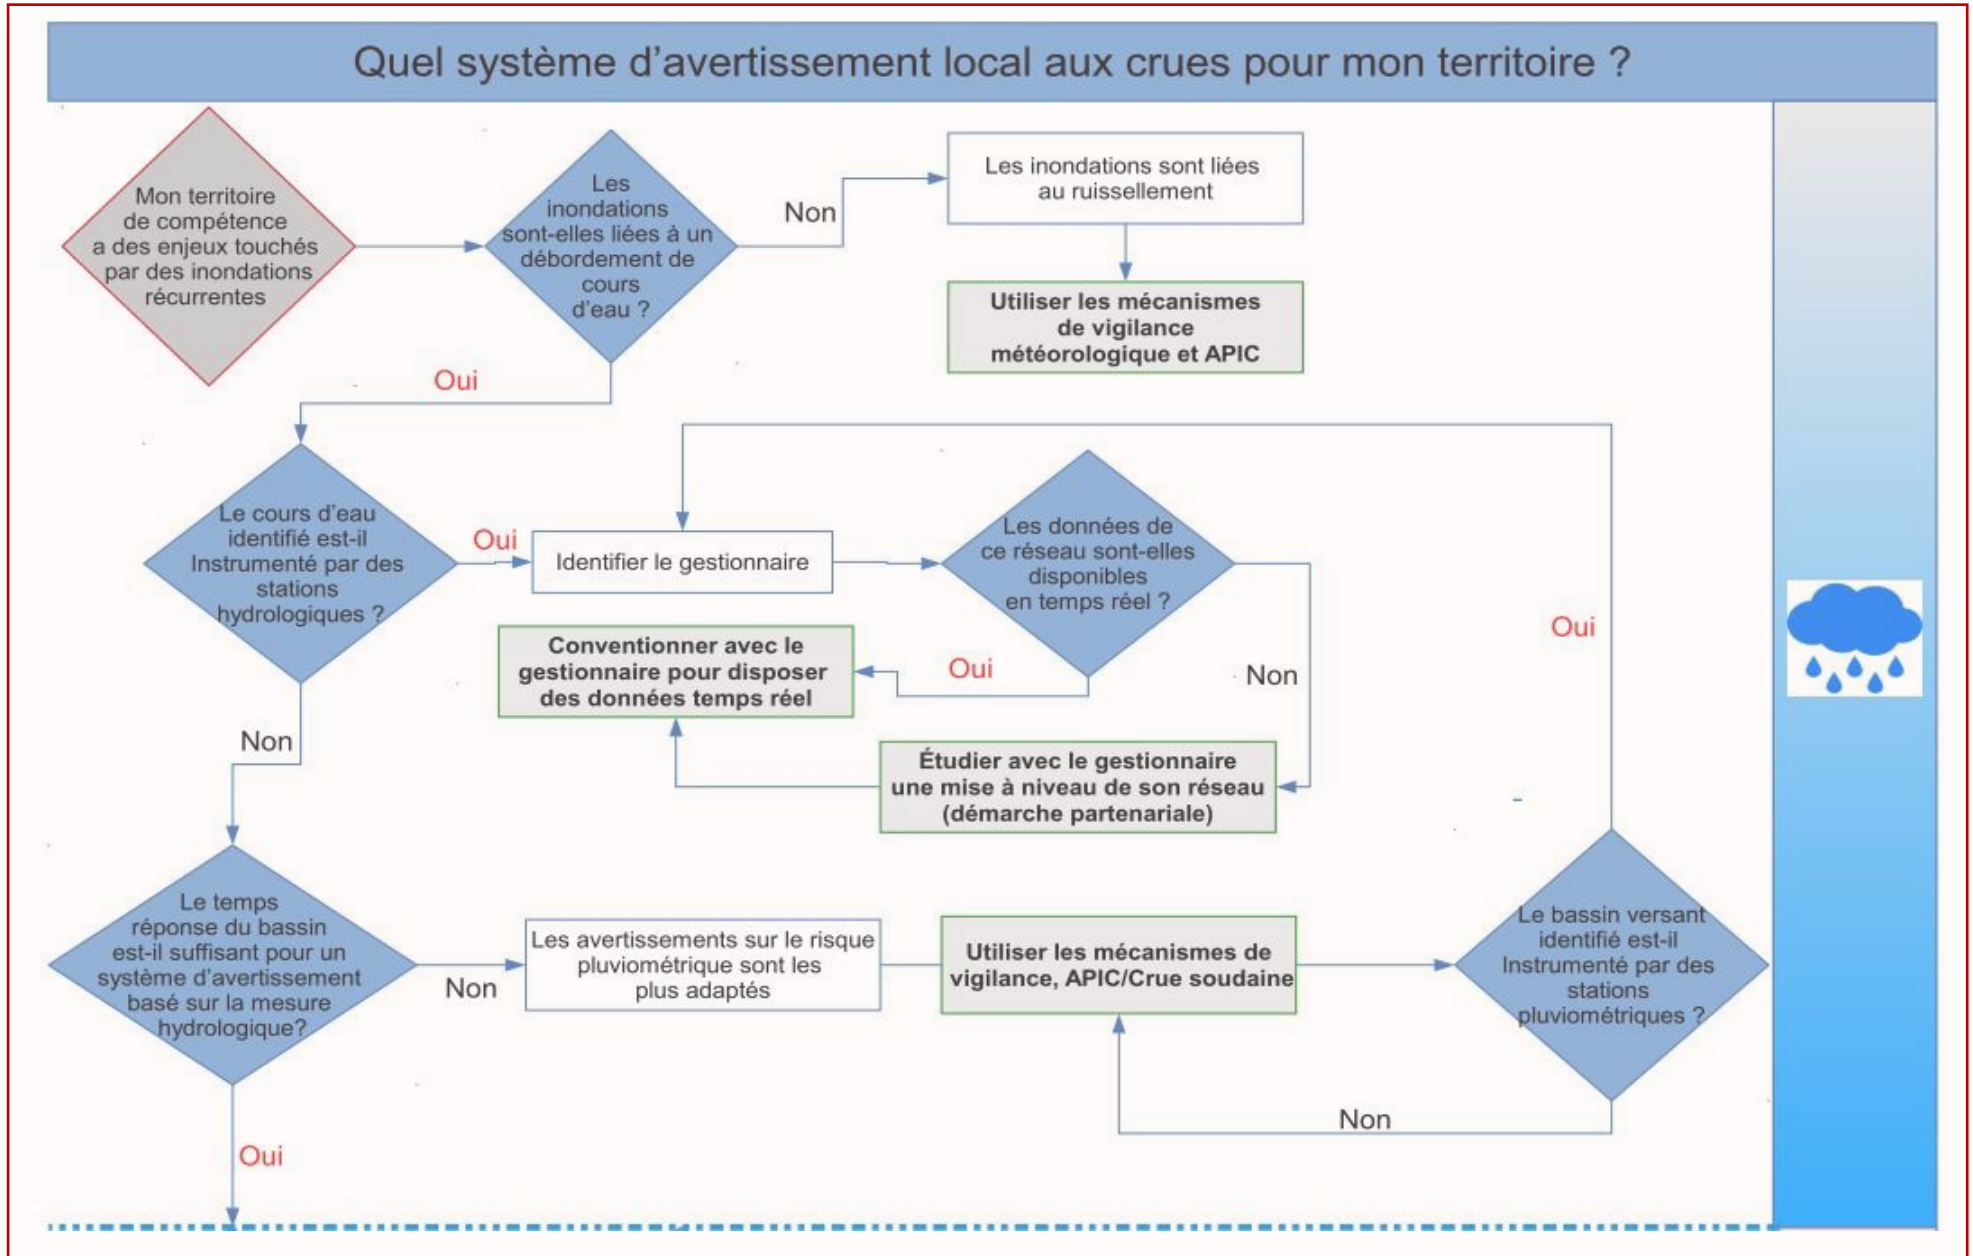 Quel système d'avertissement local aux crues pour mon territoire ?
Mon territoire
de compétence
a des enjeux touchés
par des inondations
récurrentes
Les
inondations
sont-elles liées à un
débordement de
cours
d'eau ?
Non
Les inondations sont liées
au ruissellement
Utiliser les mécanismes
de vigilance
météorologique et APIC
Oui
Le cours d'eau
identifié est-il
Instrumenté par des
stations
hydrologiques ?
Oui
Identifier le gestionnaire
Les données de
ce réseau sont-elles
disponibles
en temps réel ?
Oui
Conventionner avec le
gestionnaire pour disposer
des données temps réel
Oui
Non
Non
Étudier avec le gestionnaire
une mise à niveau de son réseau
(démarche partenariale)
Le temps
réponse du bassin
est-il suffisant pour un
système d'avertissement
basé sur la mesure
hydrologique?
Non
Les avertissements sur le risque
pluviométrique sont les
plus adaptés
Utiliser les mécanismes de
vigilance, APIC/Crue soudaine
Le bassin versant
identifié est-il
Instrumenté par des
stations
pluviométriques ?
Non
Oui